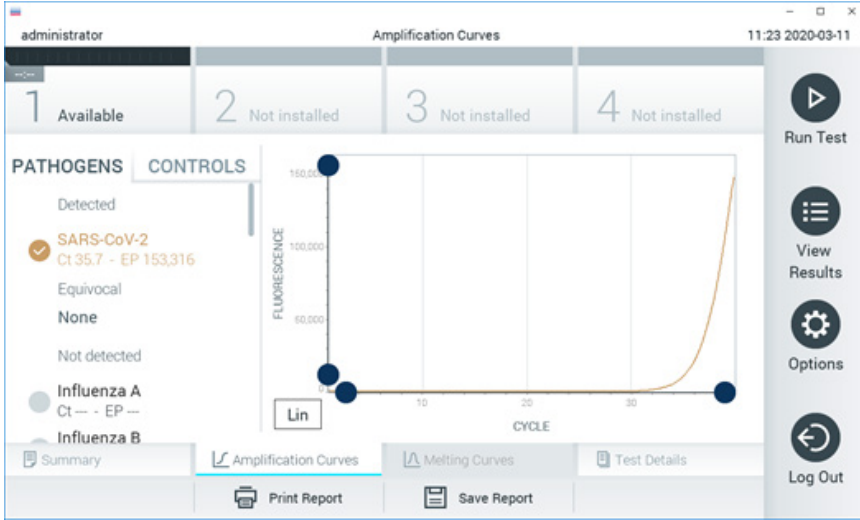 administrator
Amplification Curves
11:23 2020-03-11
--:--
1 Available
2 Not installed
3 Not installed
4 Not installed
Run Test
PATHOGENS
CONTROLS
Detected
SARS-CoV-2
Ct 35.7 - EP 153,316
Equivocal
None
Not detected
Influenza A
Ct --- - EP ---
Influenza B
150,000
100,000
50,000
0
FLUORESCENCE
10
20
30
CYCLE
Lin
View
Results
Options
Log Out
Summary
Amplification Curves
Melting Curves
Test Details
Print Report
Save Report